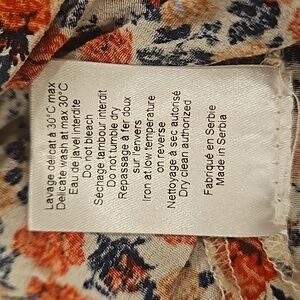 Lavage delicat à 30°C max
Delicate wash at max 30°C
Eau de javel interdite
Do not bleach
Séchage tambour interdit
Do not tumble dry
Repassage à fer doux
sur l'envers
Iron at low temperature
on reverse
Nettoyage à sec autorisé
Dry clean authorized
Fabriqué en Serbie
Made in Serbia